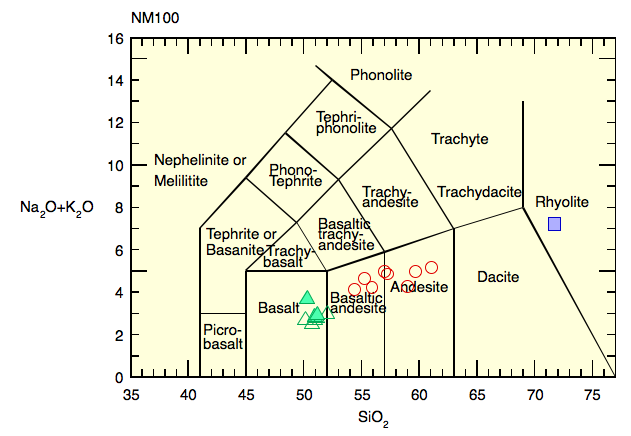 NM100
16
14
12
10
8
6
4
2
0
Na2O+K2O
Phonolite
Tephri-
phonolite
Trachyte
Nephelinite or
Melilitite
Phono-
Tephrite
Trachy-
andesite
Trachydacite
Rhyolite
Tephrite or
Basanite
Basaltic
trachy-
andesite
Trachy-
basalt
Dacite
Andesite
Basalt
Basaltic
andesite
Picro-
basalt
35 40 45 50 55 60 65 70 75
SiO2